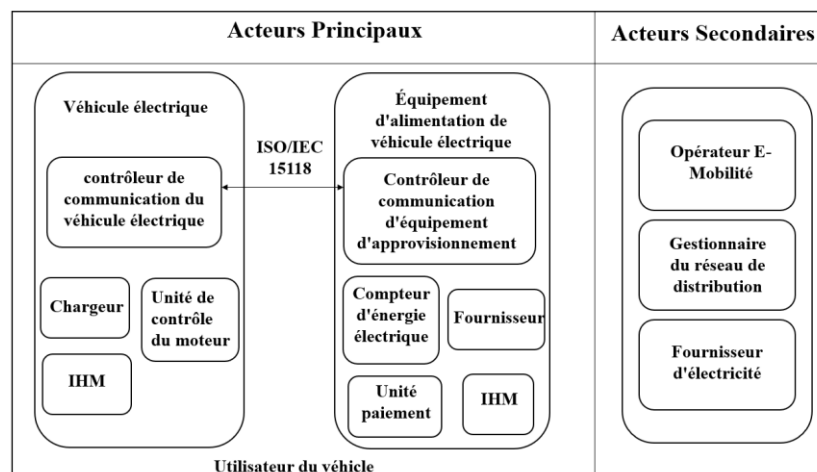 Acteurs Principaux
Acteurs Secondaires
Véhicule électrique
contrôleur de
communication du
véhicule électrique
Chargeur
Unité de
contrôle
du moteur
IHM
ISO/IEC
15118
Équipement
d'alimentation de
véhicule électrique
Contrôleur de
communication
d'équipement
d'approvisionnement
Compteur
d'énergie
électrique
Fournisseur
Unité
paiement
IHM
Utilisateur du véhicle
Opérateur E-
Mobilité
Gestionnaire
du réseau de
distribution
Fournisseur
d'électricité